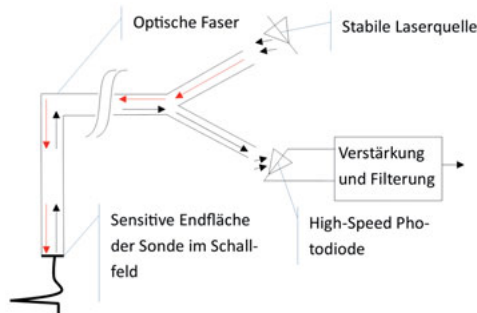 Optische Faser
Stabile Laserquelle
Verstärkung
und Filterung
Sensitive Endfläche
der Sonde im Schall-
feld
High-Speed Pho-
todiode